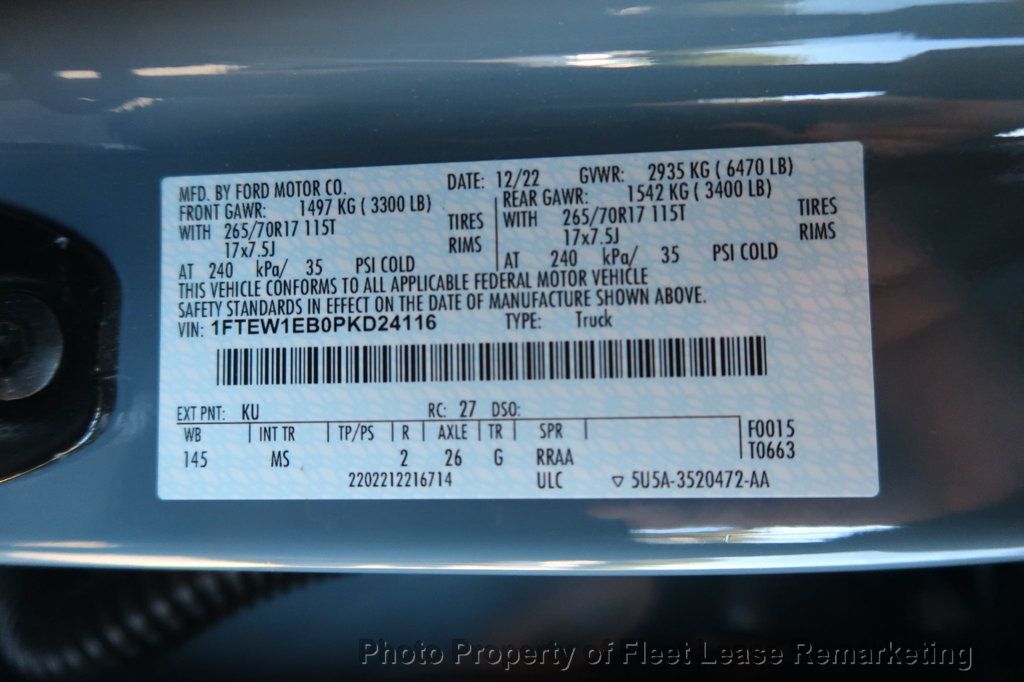 MFD. BY FORD MOTOR CO. DATE: 12/22 GVWR: 2935 KG ( 6470 LB)
FRONT GAWR: 1497 KG ( 3300 LB) REAR GAWR: 1542 KG ( 3400 LB)
WITH 265/70R17 115T TIRES WITH 265/70R17 115T TIRES
17x7.5J RIMS 17x7.5J RIMS
AT 240 kPa/ 35 PSI COLD AT 240 kPa/ 35 PSI COLD
THIS VEHICLE CONFORMS TO ALL APPLICABLE FEDERAL MOTOR VEHICLE
SAFETY STANDARDS IN EFFECT ON THE DATE OF MANUFACTURE SHOWN ABOVE.
VIN: 1FTEW1EB0PKD24116 TYPE: Truck
EXT PNT: KU RC: 27 DSO:
WB INT TR TP/PS R AXLE TR SPR F0015
145 MS 2 26 G RRAA T0663
2202212216714 ULC ▽ 5U5A-3520472-AA
Photo Property of Fleet Lease Remarketing